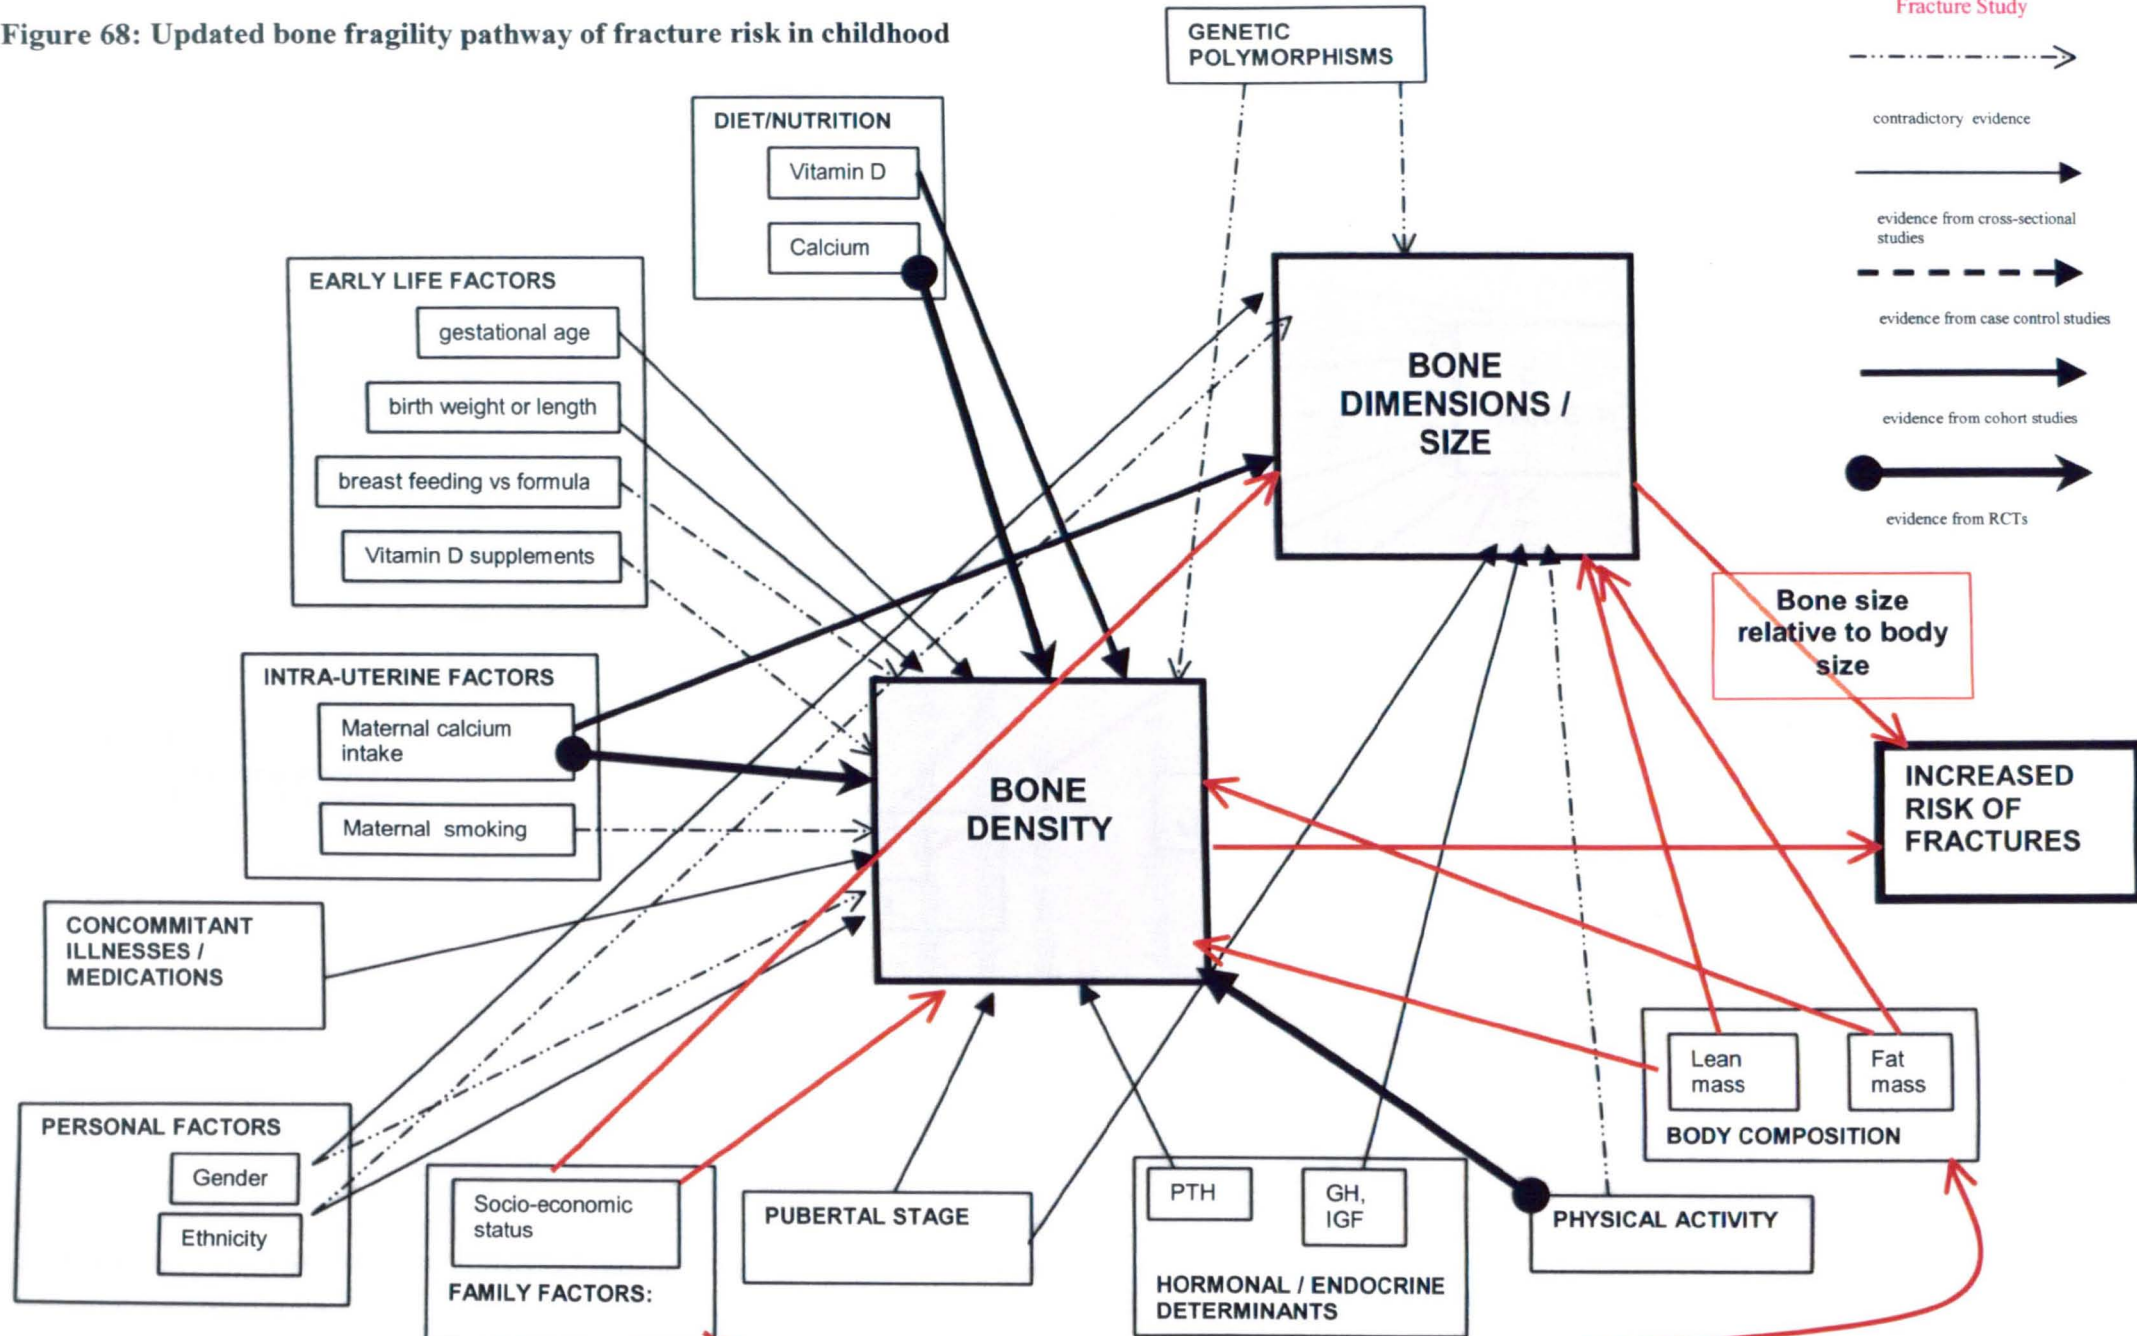 Figure 68: Updated bone fragility pathway of fracture risk in childhood
GENETIC
POLYMORPHISMS
Fracture Study
contradictory evidence
evidence from cross-sectional
studies
evidence from case control studies
evidence from cohort studies
evidence from RCTs
DIET/NUTRITION
Vitamin D
Calcium
EARLY LIFE FACTORS
gestational age
birth weight or length
breast feeding vs formula
Vitamin D supplements
BONE
DIMENSIONS /
SIZE
Bone size
relative to body
size
INTRA-UTERINE FACTORS
Maternal calcium
intake
Maternal smoking
BONE
DENSITY
INCREASED
RISK OF
FRACTURES
CONCOMMITANT
ILLNESSES /
MEDICATIONS
PERSONAL FACTORS
Gender
Ethnicity
Socio-economic
status
FAMILY FACTORS:
PUBERTAL STAGE
PTH
GH,
IGF
HORMONAL / ENDOCRINE
DETERMINANTS
PHYSICAL ACTIVITY
Lean
mass
Fat
mass
BODY COMPOSITION